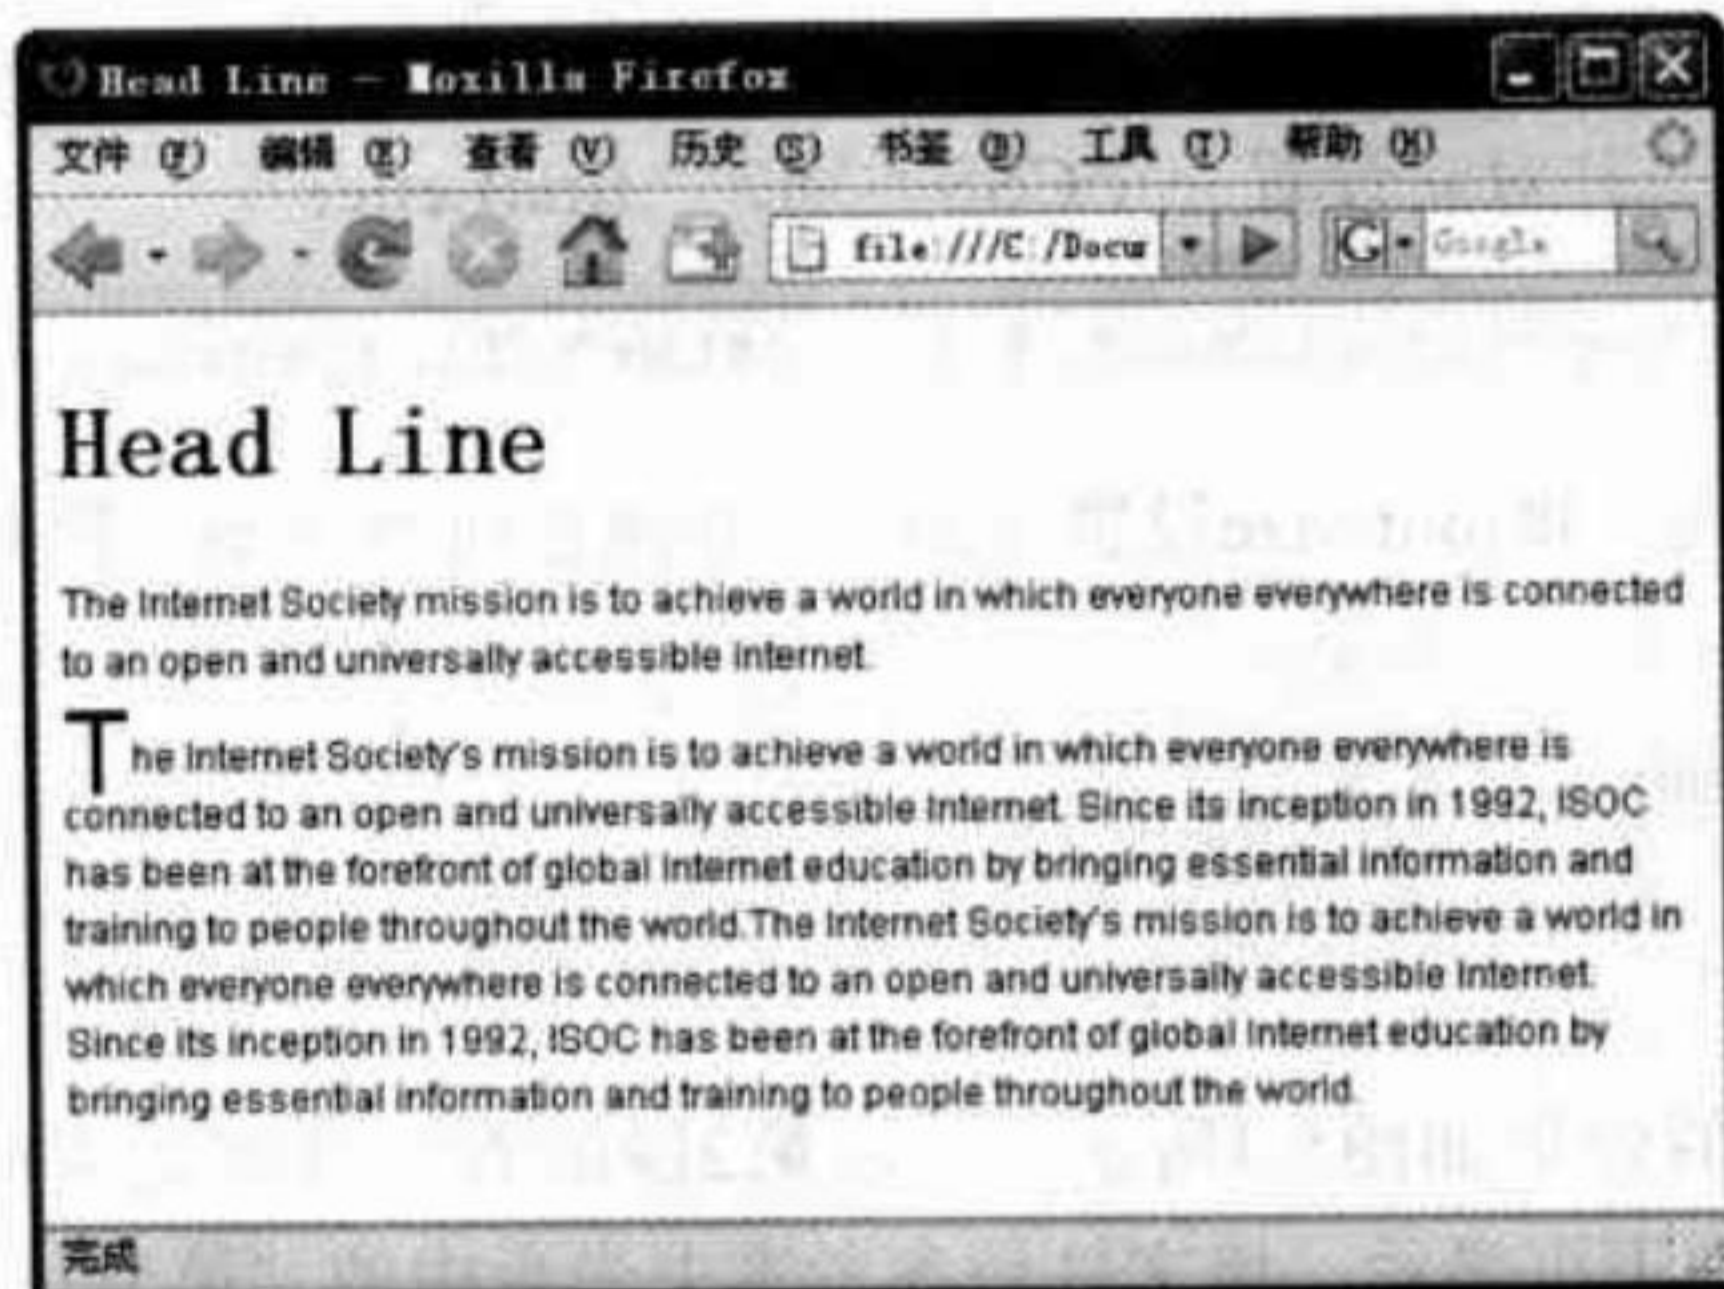 Head Line - Mozilla Firefox
文件 (F) 编辑 (E) 查看 (V) 历史 (S) 书签 (B) 工具 (T) 帮助 (H)
file:///C:/Docum G Google
Head Line
The Internet Society mission is to achieve a world in which everyone everywhere is connected
to an open and universally accessible Internet.
The Internet Society's mission is to achieve a world in which everyone everywhere is
connected to an open and universally accessible Internet. Since its inception in 1992, ISOC
has been at the forefront of global Internet education by bringing essential information and
training to people throughout the world.The Internet Society's mission is to achieve a world in
which everyone everywhere is connected to an open and universally accessible Internet.
Since its inception in 1992, ISOC has been at the forefront of global Internet education by
bringing essential information and training to people throughout the world.
完成